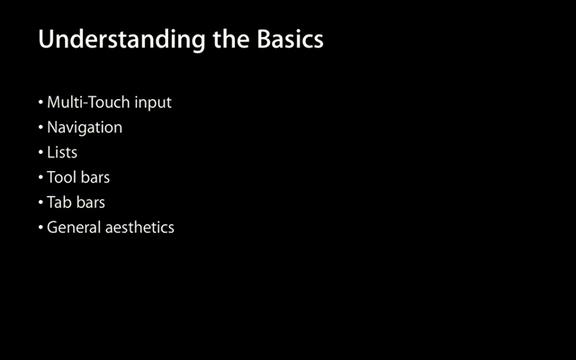 Understanding the Basics
• Multi-Touch input
• Navigation
• Lists
• Tool bars
• Tab bars
• General aesthetics